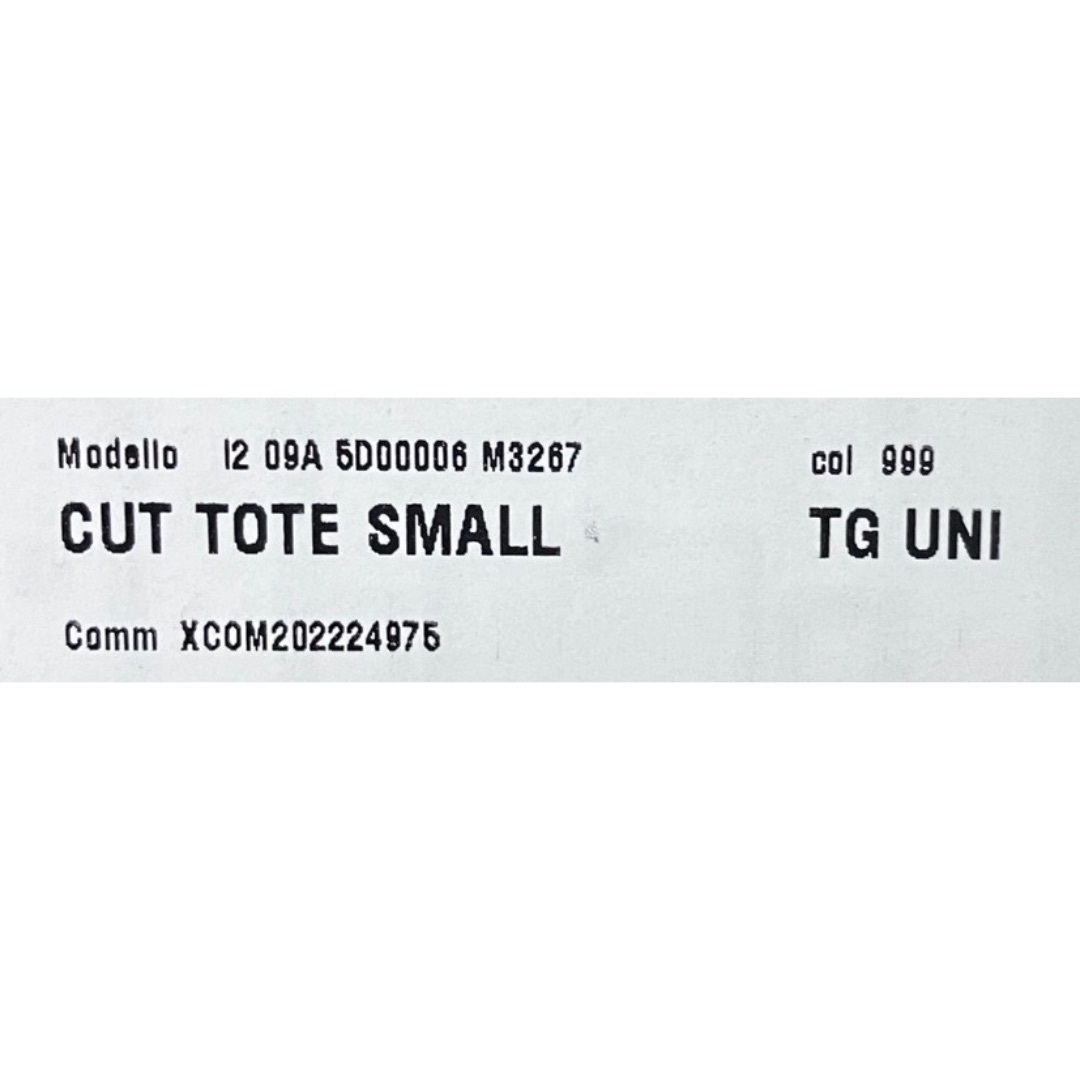 Modello I2 09A 5D00006 M3267 col 999
CUT TOTE SMALL TG UNI
Comm XCOM202224975